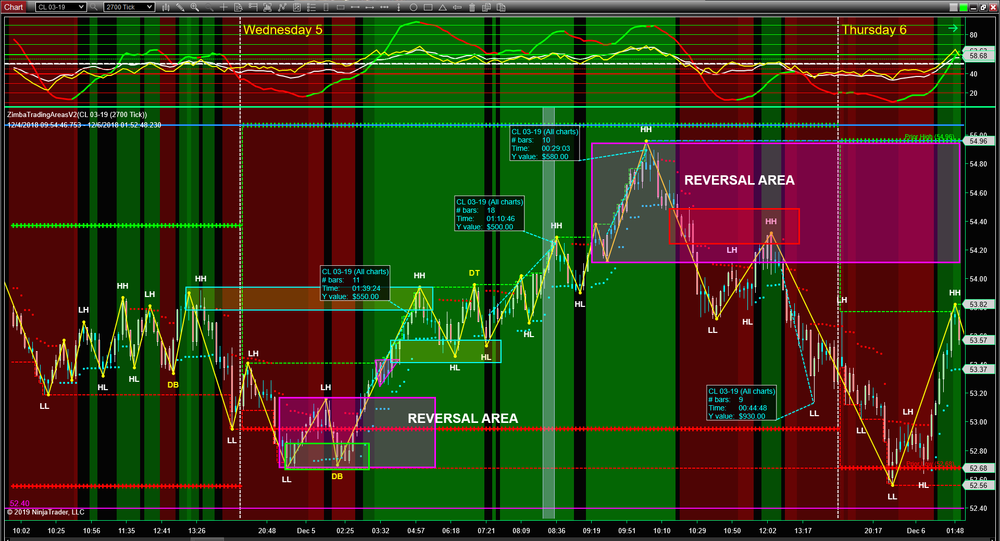 Chart
CL 03-19
2700 Tick
Wednesday 5
Thursday 6
80
58.68
40
20
ZimbaTradingAreasV2(CL 03-19 (2700 Tick))
12/4/2018 09:54:46.753 - 12/6/2018 01:52:48.230
CL 03-19 (All charts)
# bars: 10
Time: 00:29:03
Y value: $580.00
HH
Prior High (54.96)
55.00
54.96
54.80
REVERSAL AREA
54.60
CL 03-19 (All charts)
# bars: 18
Time: 01:10:46
Y value: $500.00
HH
HH
54.40
LH
54.20
CL 03-19 (All charts)
# bars: 11
Time: 01:39:24
Y value: $550.00
HH
DT
HH
HH
LH
54.00
HH
LH
HL
LH
53.82
LH
HL
LL
HL
53.57
HL
HL
DB
LH
HL
HL
53.40
53.37
LL
LH
53.20
CL 03-19 (All charts)
# bars: 9
Time: 00:44:48
Y value: $930.00
LL
LH
REVERSAL AREA
53.00
LL
LL
52.80
Prior Low (52.68)
52.68
LL
DB
52.60
HL
52.56
LL
52.40
52.40
© 2019 NinjaTrader, LLC
10:02
10:25
10:56
11:35
12:41
13:26
20:48
Dec 5
02:25
03:32
04:57
06:18
07:21
08:09
08:36
09:19
09:51
10:10
10:29
10:50
12:02
13:17
20:17
Dec 6
01:48